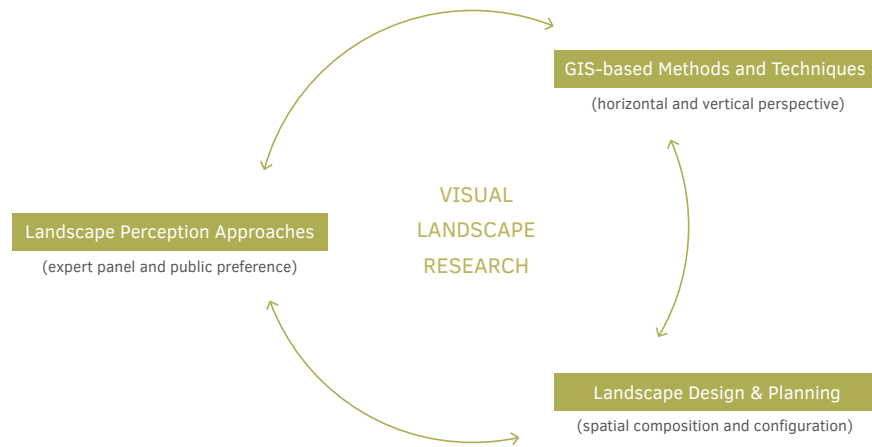 GIS-based Methods and Techniques
(horizontal and vertical perspective)
VISUAL
LANDSCAPE
RESEARCH
Landscape Perception Approaches
(expert panel and public preference)
Landscape Design & Planning
(spatial composition and configuration)